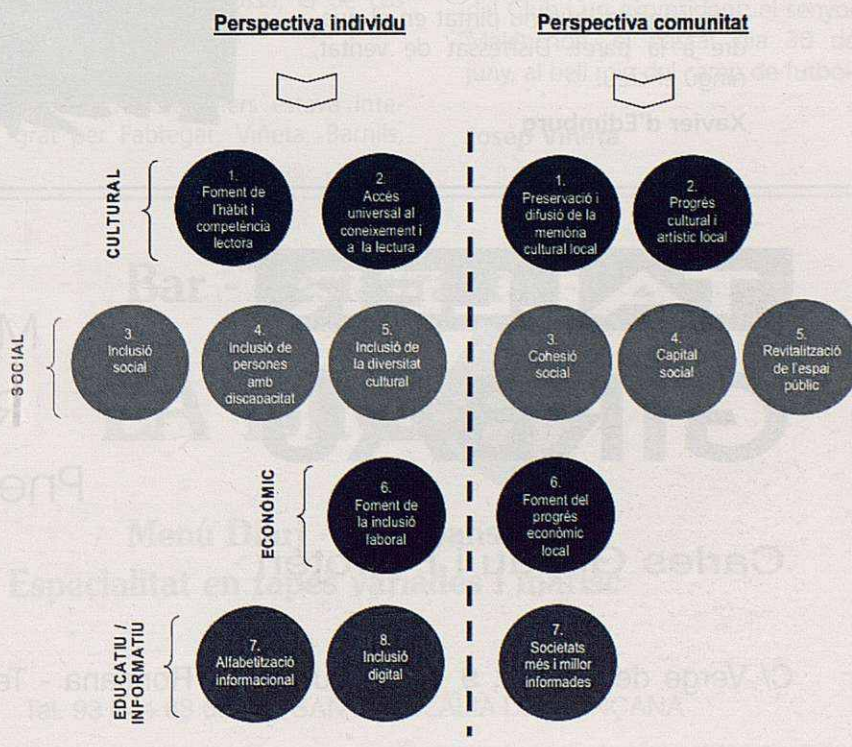 Perspectiva individu
Perspectiva comunitat
CULTURAL
1.
Foment de
l'hàbit i
competència
lectora
2.
Accés
universal al
coneixement i
a la lectura
1.
Preservació i
difusió de la
memòria
cultural local
2.
Progrés
cultural i
artístic local
SOCIAL
3.
Inclusió
social
4.
Inclusió de
persones
amb
discapacitat
5.
Inclusió de
la diversitat
cultural
3.
Cohesió
social
4.
Capital
social
5.
Revitalització
de l'espai
públic
ECONÒMIC
6.
Foment de
la inclusió
laboral
6.
Foment del
progrés
econòmic
local
EDUCATIU /
INFORMATIU
7.
Alfabetització
informacional
8.
Inclusió
digital
7.
Societats
més i millor
informades